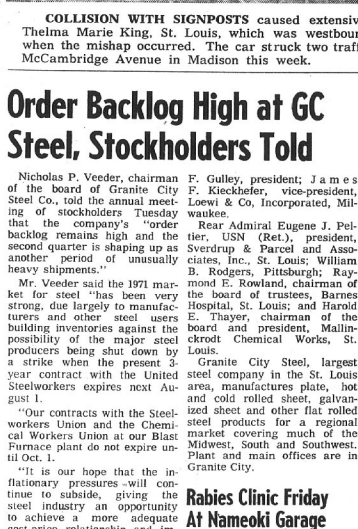 COLLISION WITH SIGNPOSTS caused extensiv
Thelma Marie King, St. Louis, which was westboun
when the mishap occurred. The car struck two traf
McCambridge Avenue in Madison this week.
Order Backlog High at GC
Steel, Stockholders Told
Nicholas P. Veeder, chairman
of the board of Granite City
Steel Co., told the annual meet-
ing of stockholders Tuesday
that the company's "order
backlog remains high and the
second quarter is shaping up as
another period of unusually
heavy shipments."
Mr. Veeder said the 1971 mar-
ket for steel "has been very
strong, due largely to manufac-
turers and other steel users
building inventories against the
possibility of the major steel
producers being shut down by
a strike when the present 3-
year contract with the United
Steelworkers expires next Au-
gust 1.
"Our contracts with the Steel-
workers Union and the Chemi-
cal Workers Union at our Blast
Furnace plant do not expire un-
til Oct. 1.
"It is our hope that the in-
flationary pressures will con-
tinue to subside, giving the
steel industry an opportunity
to achieve a more adequate
F. Gulley, president; James
F. Kieckhefer, vice-president,
Loewi & Co, Incorporated, Mil-
waukee.
Rear Admiral Eugene J. Pel-
tier, USN (Ret.), president,
Sverdrup & Parcel and Asso-
ciates, Inc., St. Louis; William
B. Rodgers, Pittsburgh; Ray-
mond E. Rowland, chairman of
the board of trustees, Barnes
Hospital, St. Louis; and Harold
E. Thayer, chairman of the
board and president, Mallin-
ckrodt Chemical Works, St.
Louis.
Granite City Steel, largest
steel company in the St. Louis
area, manufactures plate, hot
and cold rolled sheet, galvan-
ized sheet and other flat rolled
steel products for a regional
market covering much of the
Midwest, South and Southwest.
Plant and main offices are in
Granite City.
Rabies Clinic Friday
At Nameoki Garage